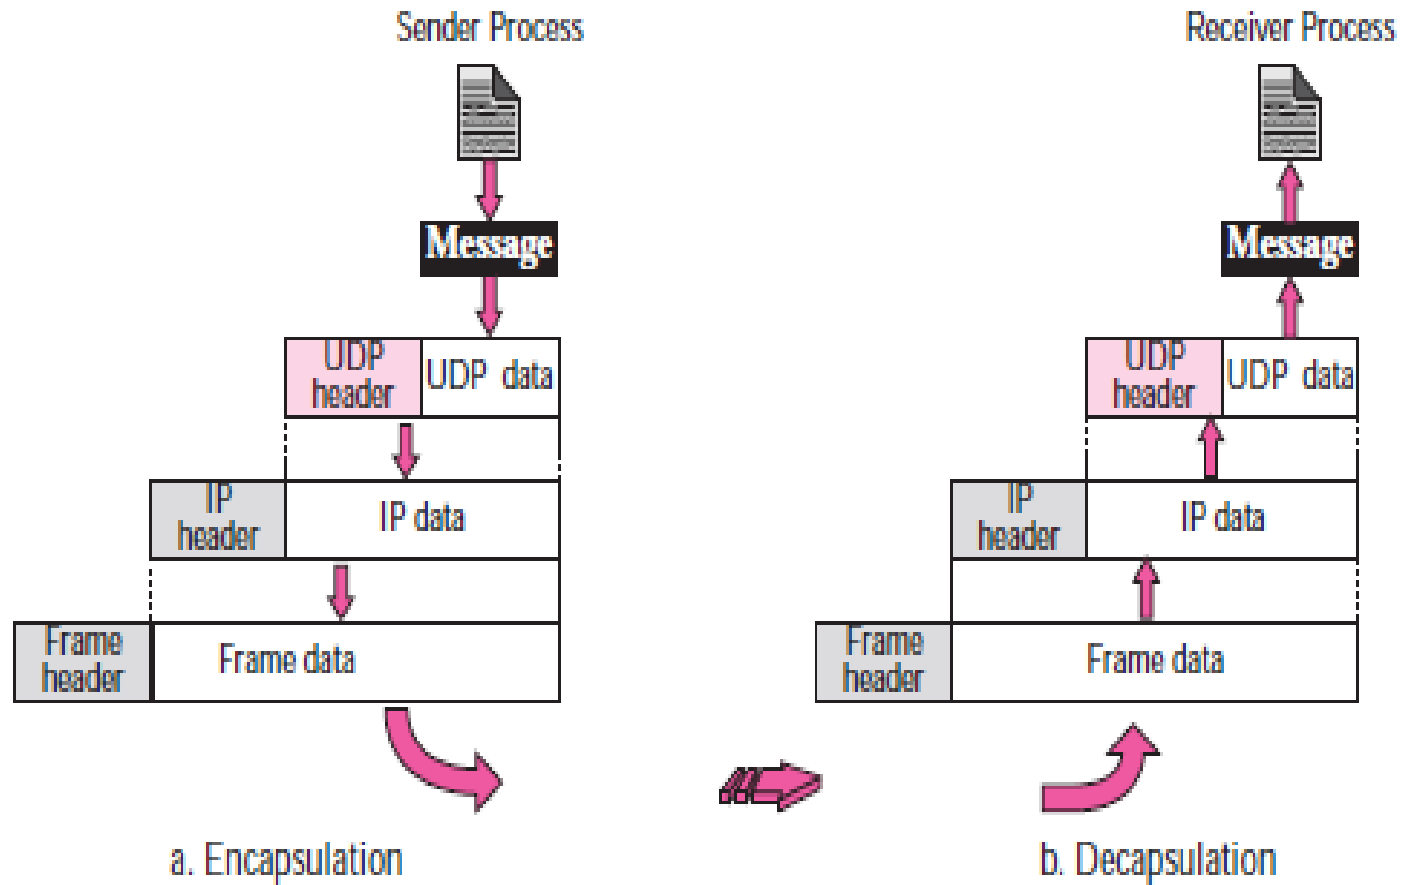 Sender Process
Receiver Process
Message
Message
UDP
header
UDP data
UDP
header
UDP data
IP
header
IP data
IP
header
IP data
Frame
header
Frame data
Frame
header
Frame data
a. Encapsulation
b. Decapsulation